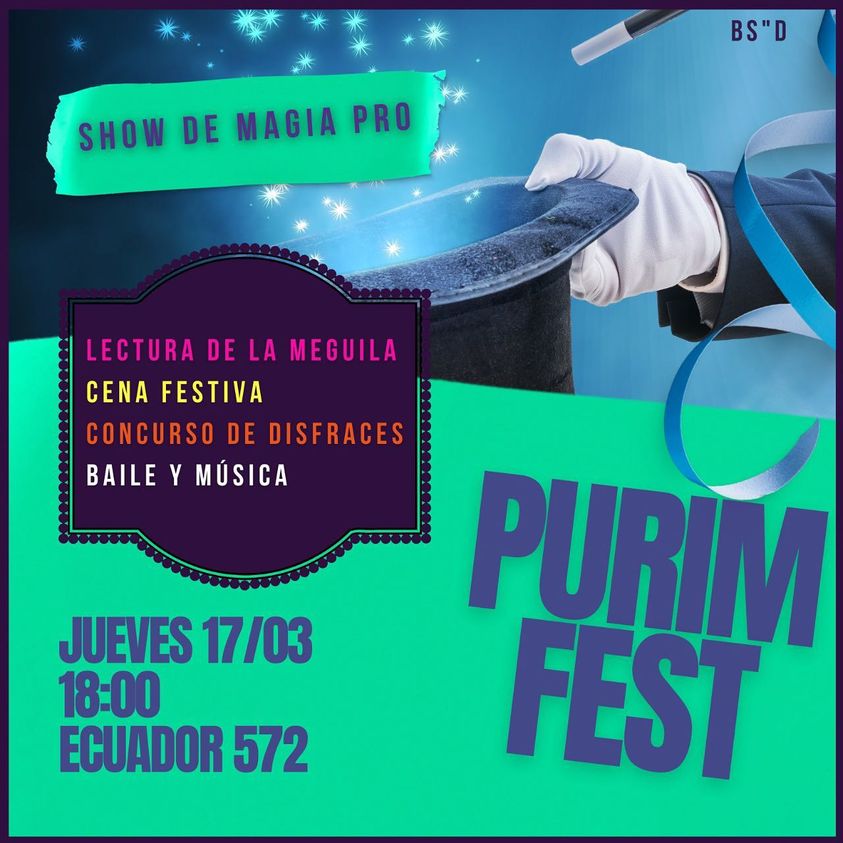 BS"D
SHOW DE MAGIA PRO
LECTURA DE LA MEGUILA
CENA FESTIVA
CONCURSO DE DISFRACES
BAILE Y MÚSICA
PURIM
FEST
JUEVES 17/03
18:00
ECUADOR 572